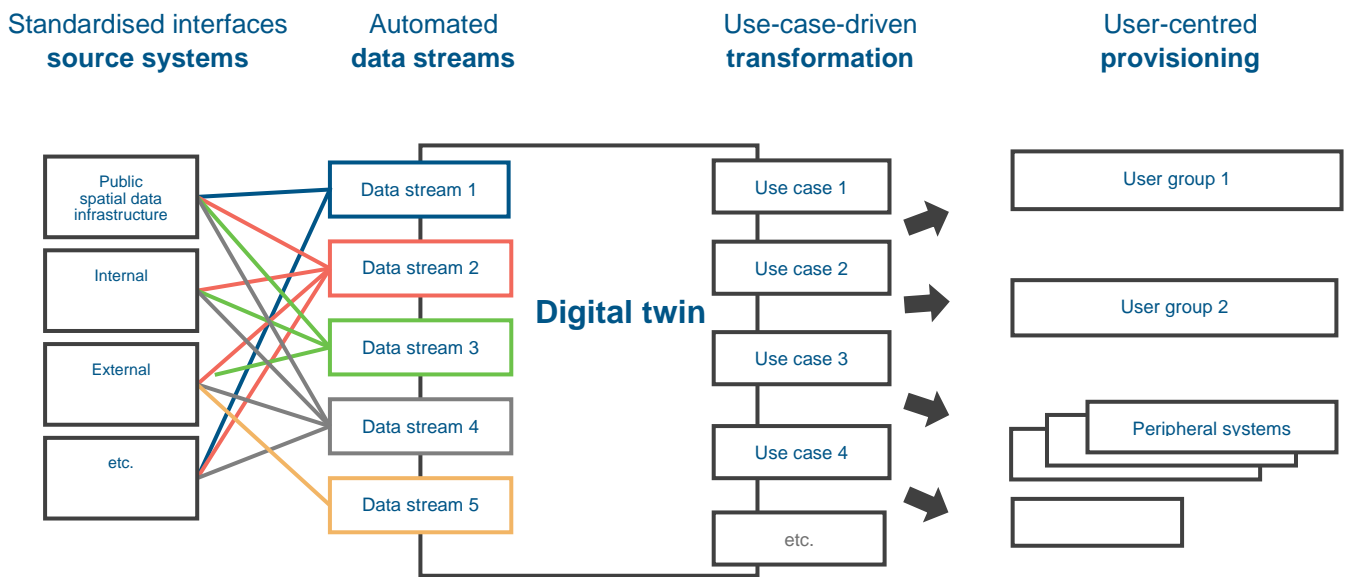 Standardised interfaces
source systems
Automated
data streams
Use-case-driven
transformation
User-centred
provisioning
Public
spatial data
infrastructure
Internal
External
etc.
Data stream 1
Data stream 2
Data stream 3
Data stream 4
Data stream 5
Digital twin
Use case 1
Use case 2
Use case 3
Use case 4
etc.
User group 1
User group 2
Peripheral systems